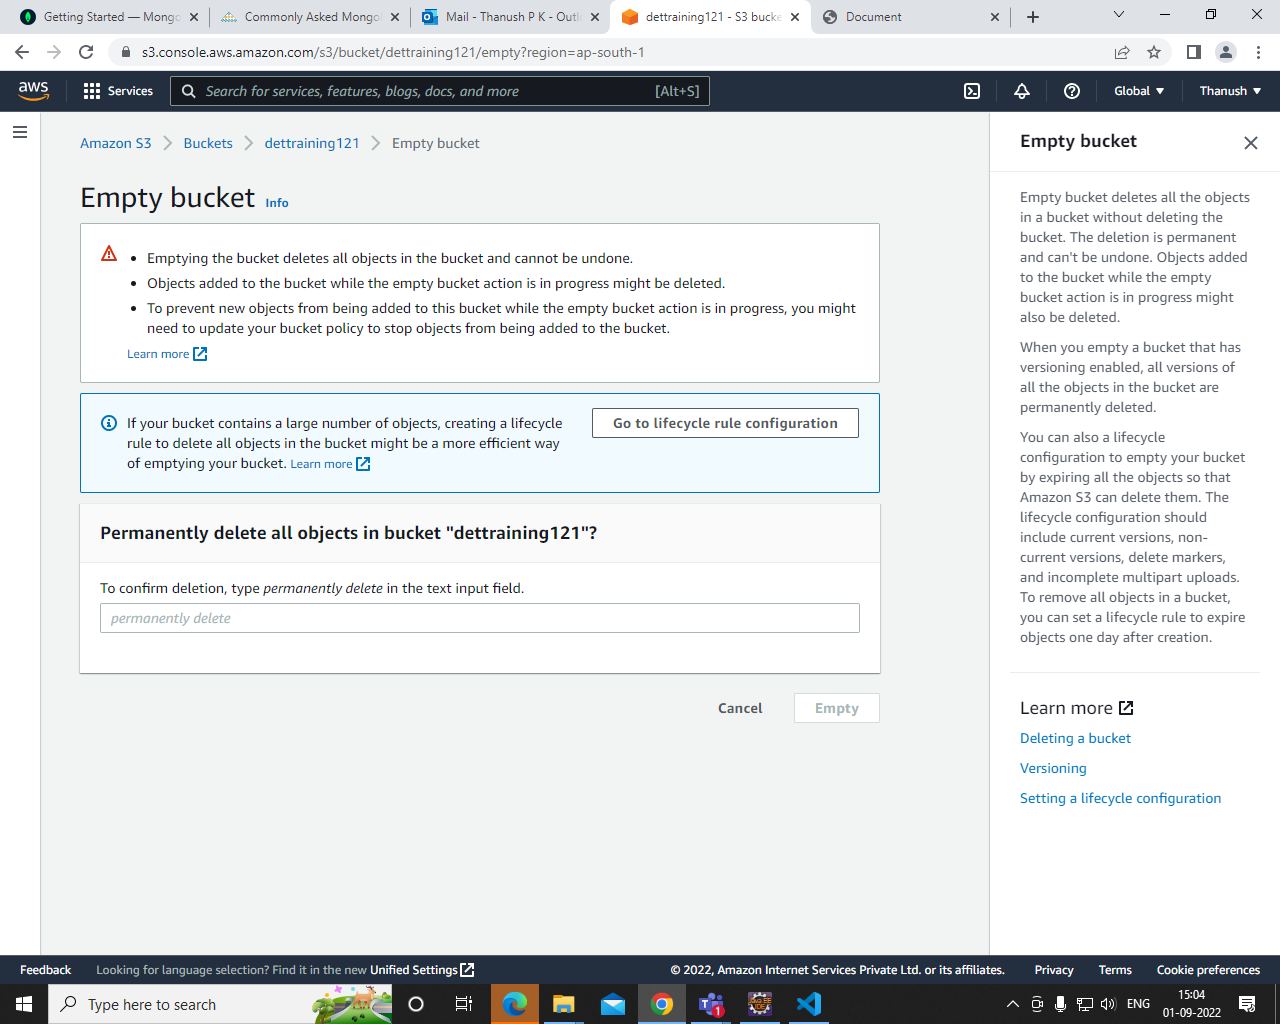 Getting Started — Mongo
Commonly Asked Mongo
Mail - Thanush P K - Outl
dettraining121 - S3 bucke
Document
s3.console.aws.amazon.com/s3/bucket/dettraining121/empty?region=ap-south-1
aws
Services
Search for services, features, blogs, docs, and more
[Alt+S]
Global
Thanush
Amazon S3
Buckets
dettraining121
Empty bucket
Empty bucket Info
Emptying the bucket deletes all objects in the bucket and cannot be undone.
Objects added to the bucket while the empty bucket action is in progress might be deleted.
To prevent new objects from being added to this bucket while the empty bucket action is in progress, you might
need to update your bucket policy to stop objects from being added to the bucket.
Learn more
If your bucket contains a large number of objects, creating a lifecycle
rule to delete all objects in the bucket might be a more efficient way
of emptying your bucket. Learn more
Go to lifecycle rule configuration
Permanently delete all objects in bucket "dettraining121"?
To confirm deletion, type permanently delete in the text input field.
permanently delete
Cancel
Empty
Empty bucket
Empty bucket deletes all the objects
in a bucket without deleting the
bucket. The deletion is permanent
and can't be undone. Objects added
to the bucket while the empty
bucket action is in progress might
also be deleted.
When you empty a bucket that has
versioning enabled, all versions of
all the objects in the bucket are
permanently deleted.
You can also a lifecycle
configuration to empty your bucket
by expiring all the objects so that
Amazon S3 can delete them. The
lifecycle configuration should
include current versions, non-
current versions, delete markers,
and incomplete multipart uploads.
To remove all objects in a bucket,
you can set a lifecycle rule to expire
objects one day after creation.
Learn more
Deleting a bucket
Versioning
Setting a lifecycle configuration
Feedback
Looking for language selection? Find it in the new Unified Settings
© 2022, Amazon Internet Services Private Ltd. or its affiliates.
Privacy
Terms
Cookie preferences
Type here to search
1
Java EE
IDE
ENG
15:04
01-09-2022